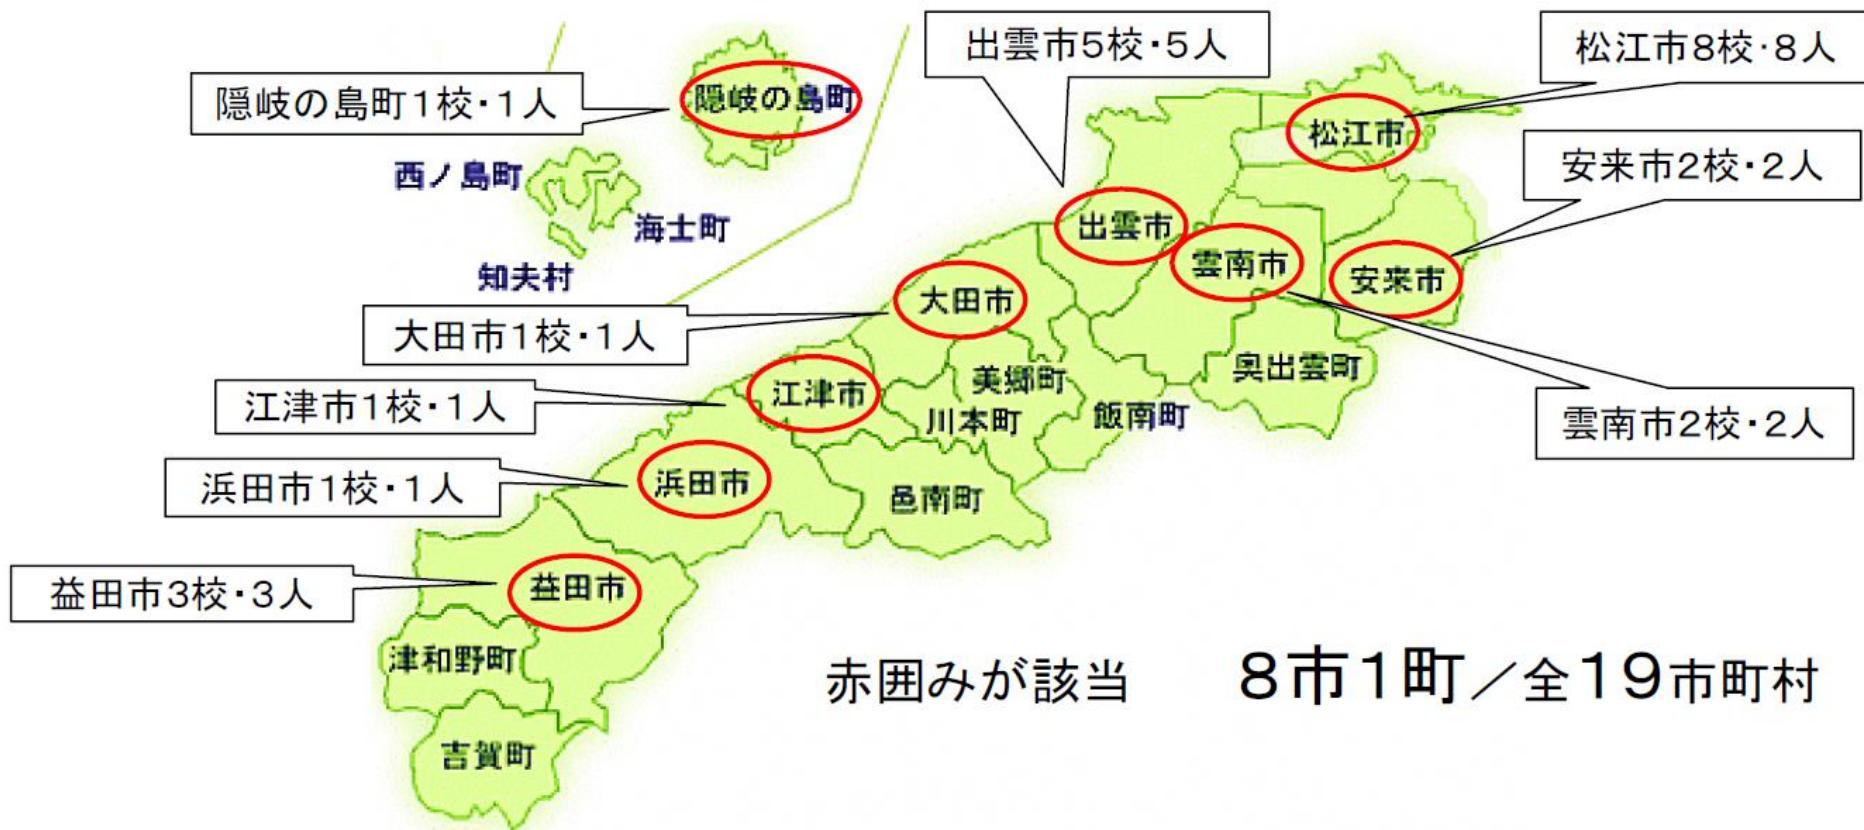 出雲市5校・5人
松江市8校・8人
隠岐の島町1校・1人
隠岐の島町
松江市
安来市2校・2人
西ノ島町
海士町
出雲市
雲南市
安来市
知夫村
大田市
大田市1校・1人
美郷町
奥出雲町
江津市1校・1人
江津市
川本町
飯南町
雲南市2校・2人
浜田市1校・1人
浜田市
邑南町
益田市3校・3人
益田市
津和野町
赤囲みが該当 8市1町／全19市町村
吉賀町